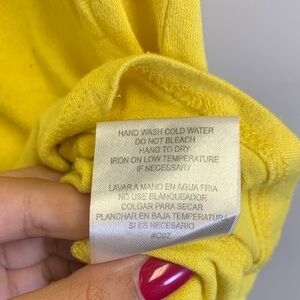 HAND WASH COLD WATER
DO NOT BLEACH
HANG TO DRY
IRON ON LOW TEMPERATURE
IF NECESSARY
LAVAR A MANO EN AGUA FRIA
NO USE BLANQUEADOR
COLGAR PARA SECAR
PLANCHAR EN BAJA TEMPERATURA
SI ES NECESARIO
#C07